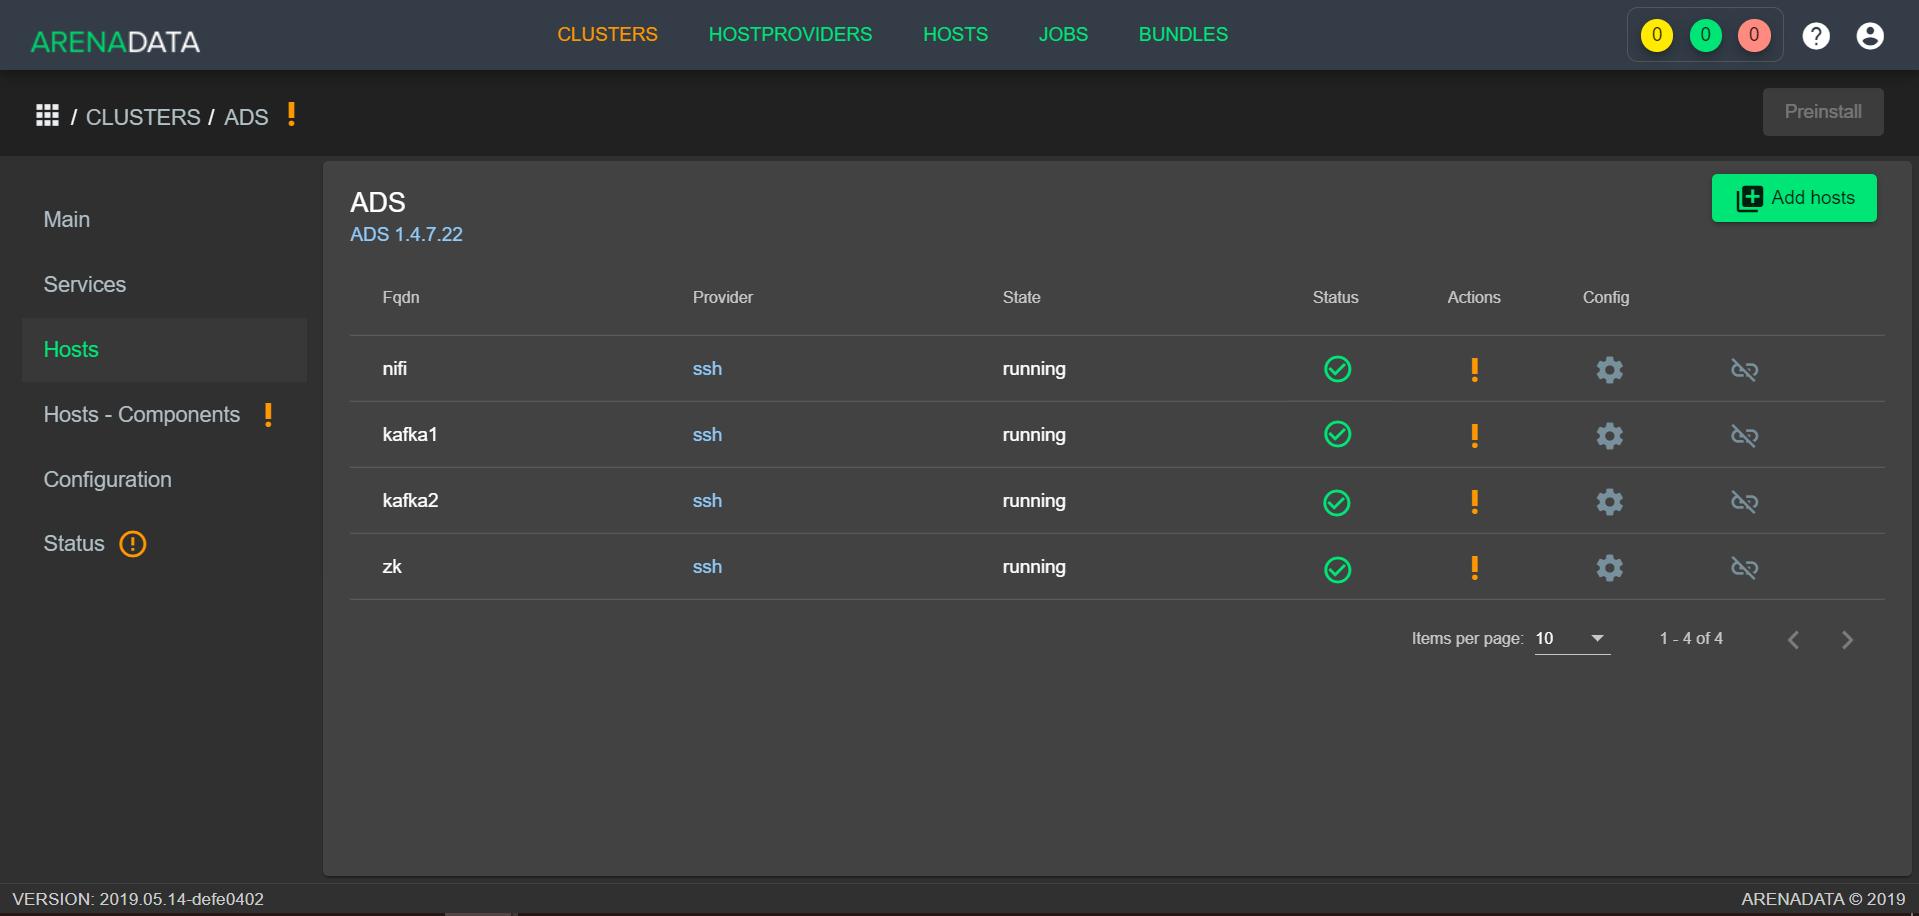 ARENADATA CLUSTERS HOSTPROVIDERS HOSTS JOBS BUNDLES 0 0 0 ?
/ CLUSTERS / ADS ! Preinstall
Main
Services
Hosts
Hosts - Components !
Configuration
Status !
ADS
ADS 1.4.7.22
Add hosts
Fqdn Provider State Status Actions Config
nifi ssh running !
kafka1 ssh running !
kafka2 ssh running !
zk ssh running !
Items per page: 10 1 - 4 of 4
VERSION: 2019.05.14-defe0402 ARENADATA © 2019